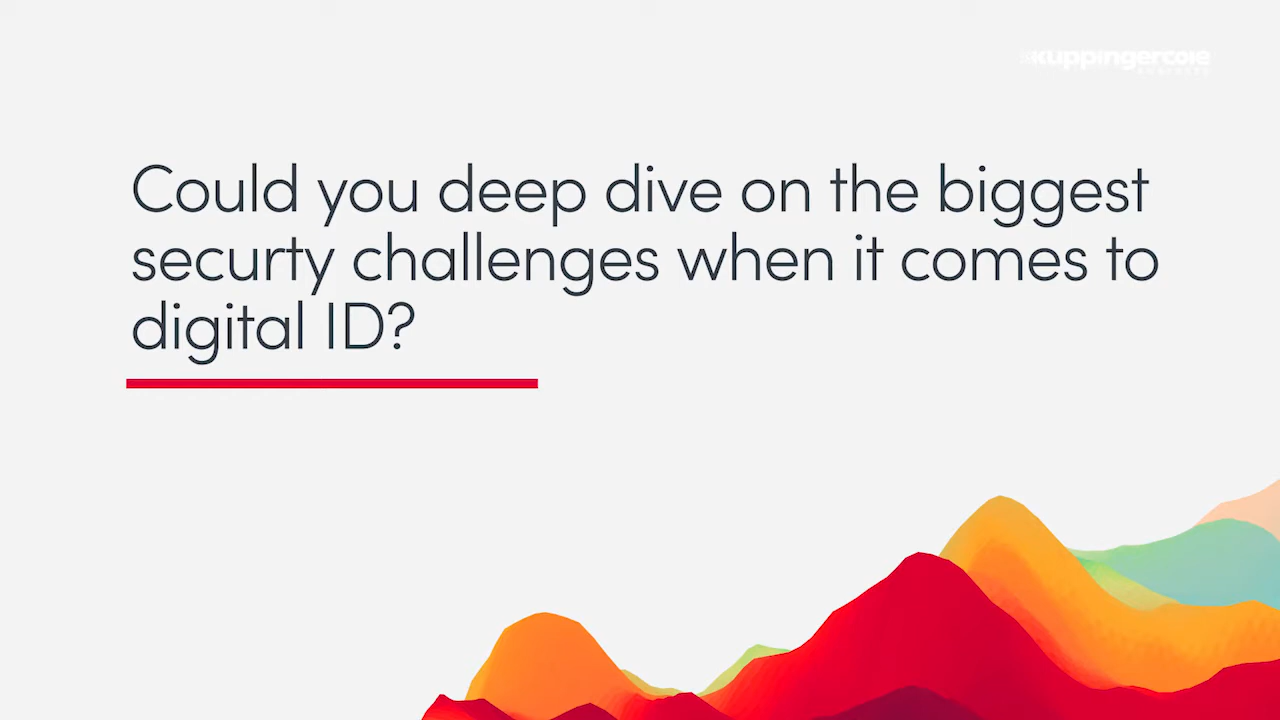 kuppingercole
Could you deep dive on the biggest
securty challenges when it comes to
digital ID?